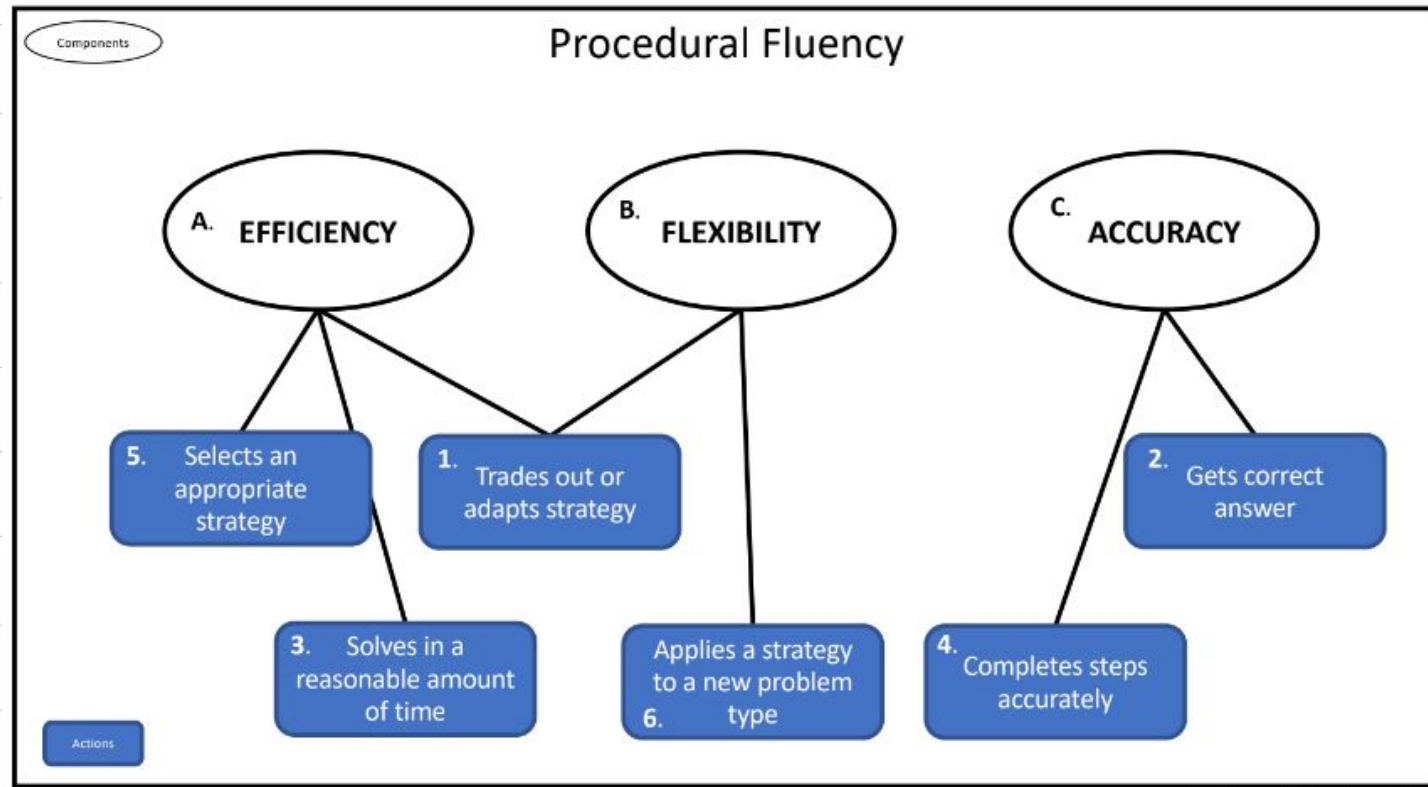 Components
Procedural Fluency
A. EFFICIENCY
B. FLEXIBILITY
C. ACCURACY
5. Selects an
appropriate
strategy
1. Trades out or
adapts strategy
2. Gets correct
answer
3. Solves in a
reasonable amount
of time
Applies a strategy
to a new problem
6. type
4. Completes steps
accurately
Actions